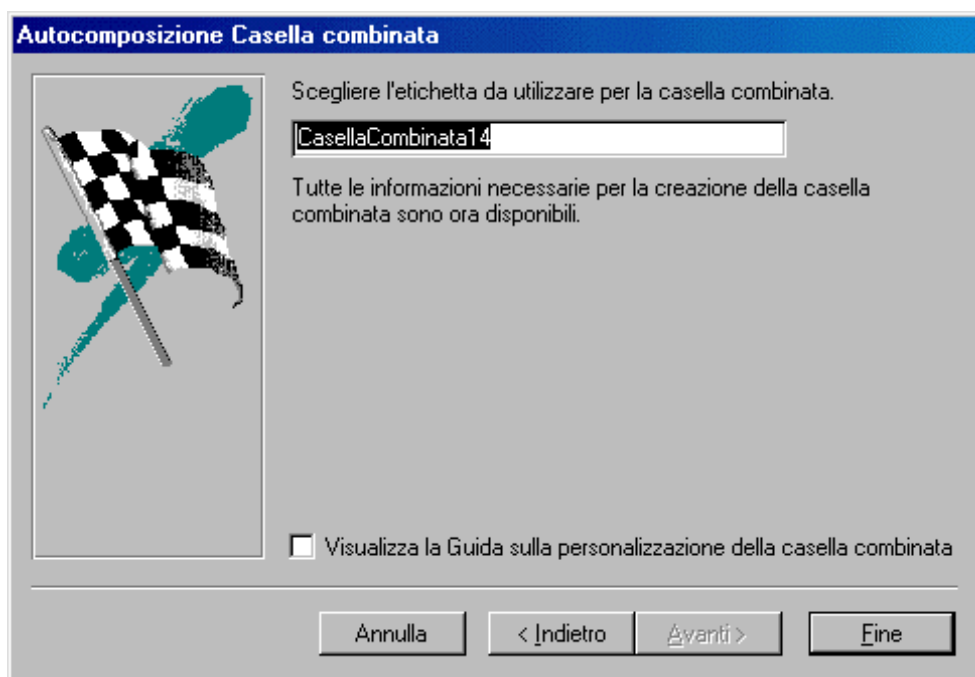 Autocomposizione Casella combinata
Scegliere l'etichetta da utilizzare per la casella combinata.
CasellaCombinata14
Tutte le informazioni necessarie per la creazione della casella
combinata sono ora disponibili.
Visualizza la Guida sulla personalizzazione della casella combinata
Annulla
< Indietro
Avanti >
Fine